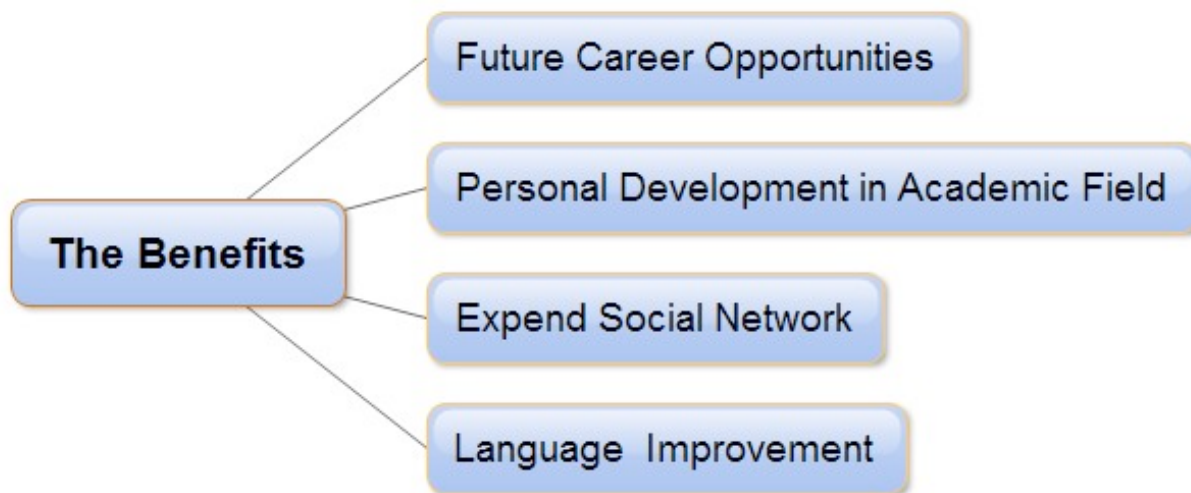 Future Career Opportunities
Personal Development in Academic Field
The Benefits
Expend Social Network
Language  Improvement